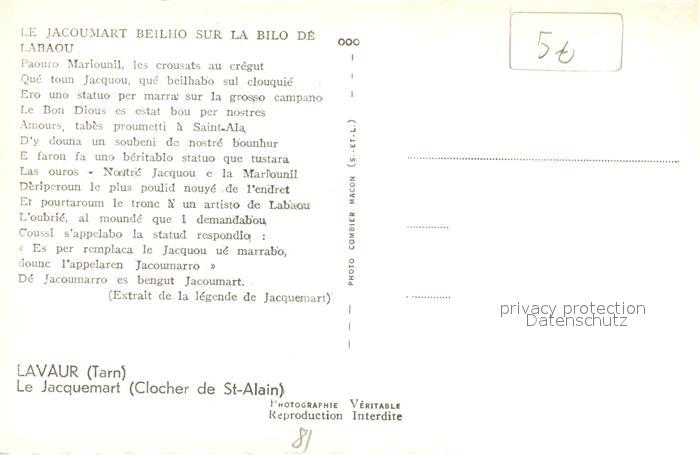 LE JACOUMART BEILHO SUR LA BILO DÉ
LABAOU
Paouro Mariounil, les crousats au crégut
Qué toun Jacquou, qué beilhabo sul clouquié
Ero uno statuo per marra sur la grosso campano
Le Bon Dious es estat bou per nostres
Amours, tabès proumetti à Saint-Ala,
D'y douna un soubeni de nostré bounhur
E faron fa uno béritablo statuo que tustara
Las ouros - Nostré Jacquou e la Mariounil
Dériperoun le plus poulid nouyé de l'endret
Et pourtaroum le tronc à un artisto de Labaou
L'oubrié, al moundé que i demandabou
Coussi s'appelabo la statud respondio :
« Es per remplaca le Jacquou ué marrabo,
dounc l'appelaren Jacoumarro »
Dé Jacoumarro es bengut Jacoumart.
(Extrait de la légende de Jacquemart)
LAVAUR (Tarn)
Le Jacquemart (Clocher de St-Alain)
PHOTOGRAPHIE VÉRITABLE
Reproduction Interdite
81
000
PHOTO COMBIER MACON (S.-ET-L.)
privacy protection
Datenschutz